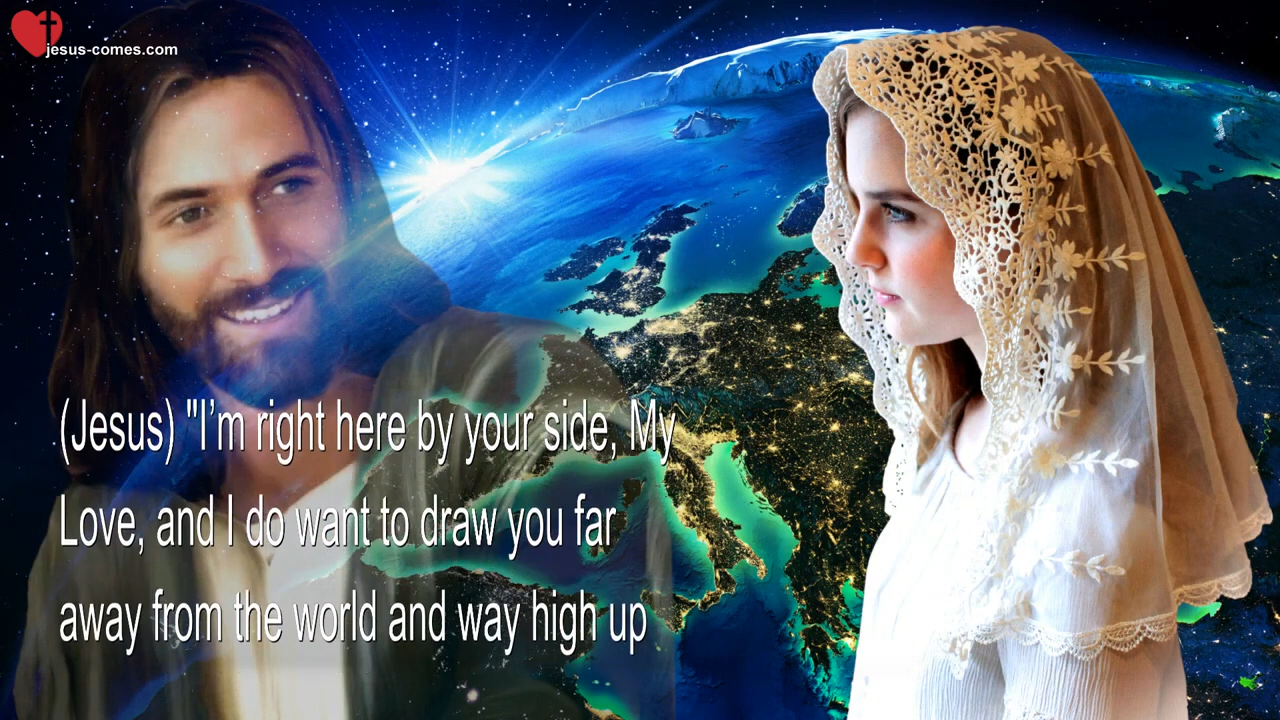 jesus-comes.com
(Jesus) "I’m right here by your side, My
Love, and I do want to draw you far
away from the world and way high up